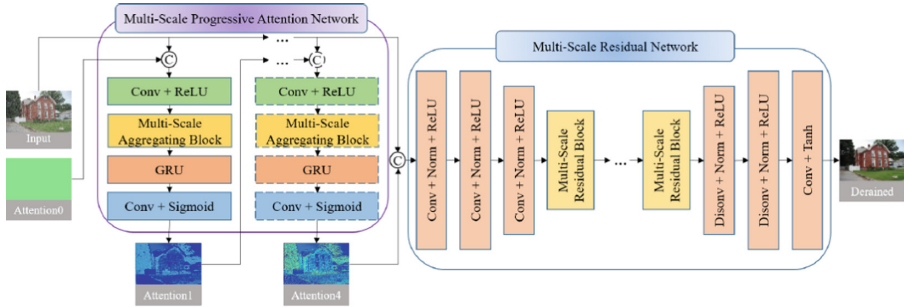 Multi-Scale Progressive Attention Network
...
C
... C
Conv + ReLU
Multi-Scale
Aggregating Block
GRU
Conv + Sigmoid
Conv + ReLU
Multi-Scale
Aggregating Block
GRU
Conv + Sigmoid
Input
Attention0
Attention1
Attention4
C
Multi-Scale Residual Network
Conv + Norm + ReLU
Conv + Norm + ReLU
Conv + Norm + ReLU
Multi-Scale
Residual Block
...
Multi-Scale
Residual Block
Disonv + Norm + ReLU
Disonv + Norm + ReLU
Conv + Tanh
Derained